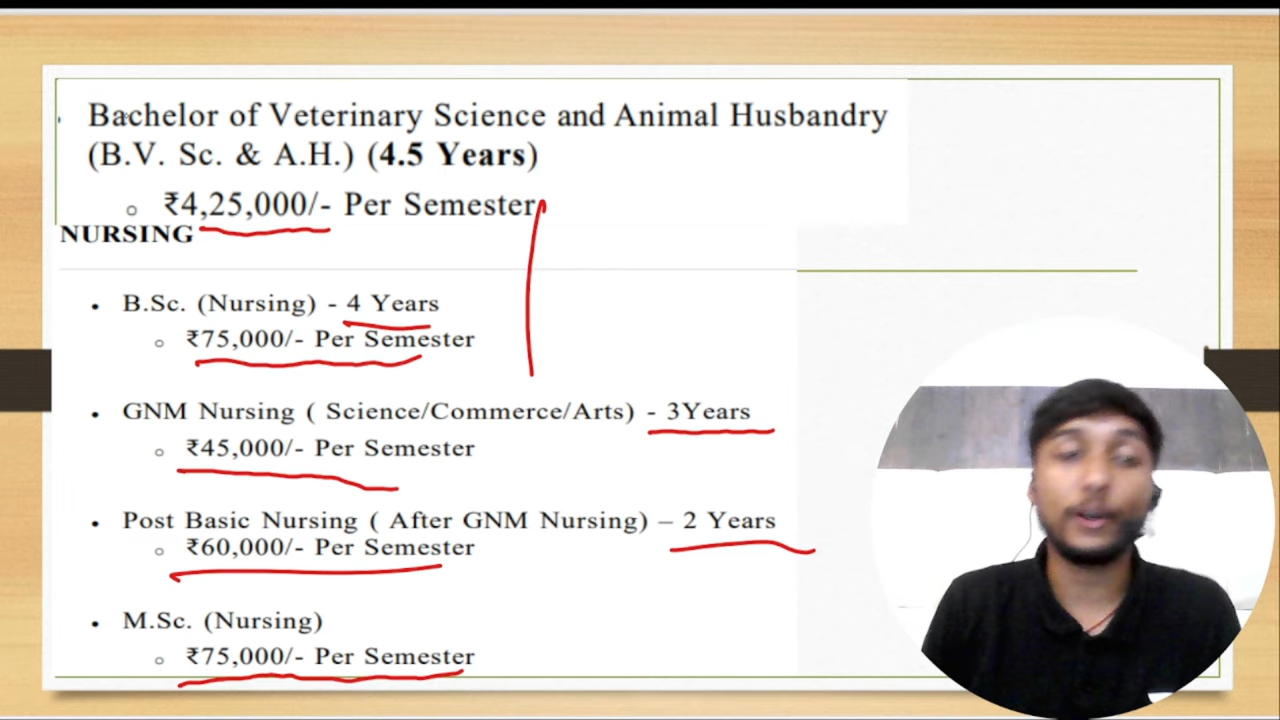 Bachelor of Veterinary Science and Animal Husbandry
(B.V. Sc. & A.H.) (4.5 Years)
₹4,25,000/- Per Semester
NURSING
• B.Sc. (Nursing) - 4 Years
₹75,000/- Per Semester
• GNM Nursing ( Science/Commerce/Arts) - 3Years
₹45,000/- Per Semester
• Post Basic Nursing ( After GNM Nursing) – 2 Years
₹60,000/- Per Semester
• M.Sc. (Nursing)
₹75,000/- Per Semester